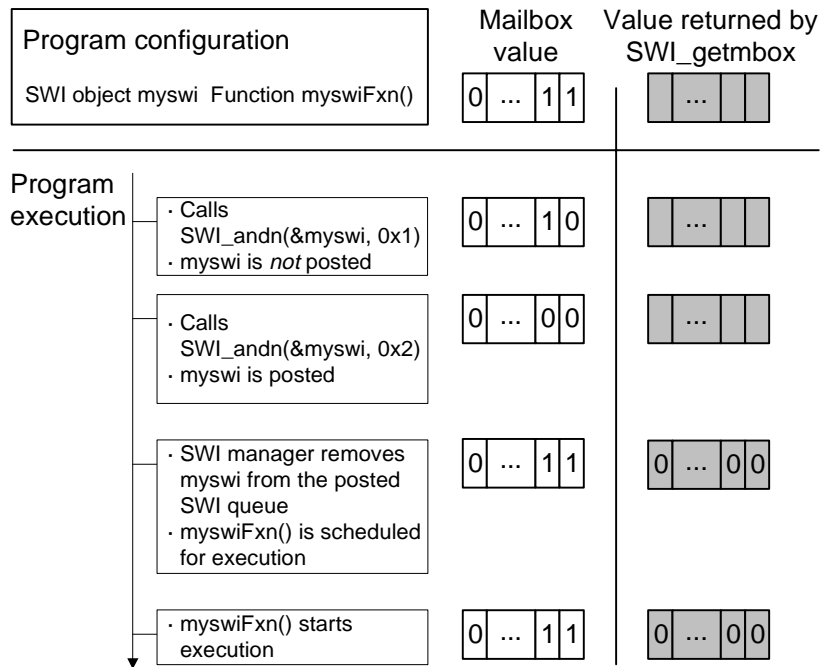 Program configuration
SWI object myswi Function myswiFxn()
Mailbox
value
Value returned by
SWI_getmbox
0 ... 1 1
...
Program
execution
· Calls
SWI_andn(&myswi, 0x1)
· myswi is not posted
0 ... 1 0
...
· Calls
SWI_andn(&myswi, 0x2)
· myswi is posted
0 ... 0 0
...
· SWI manager removes
myswi from the posted
SWI queue
· myswiFxn() is scheduled
for execution
0 ... 1 1
0 ... 0 0
· myswiFxn() starts
execution
0 ... 1 1
0 ... 0 0